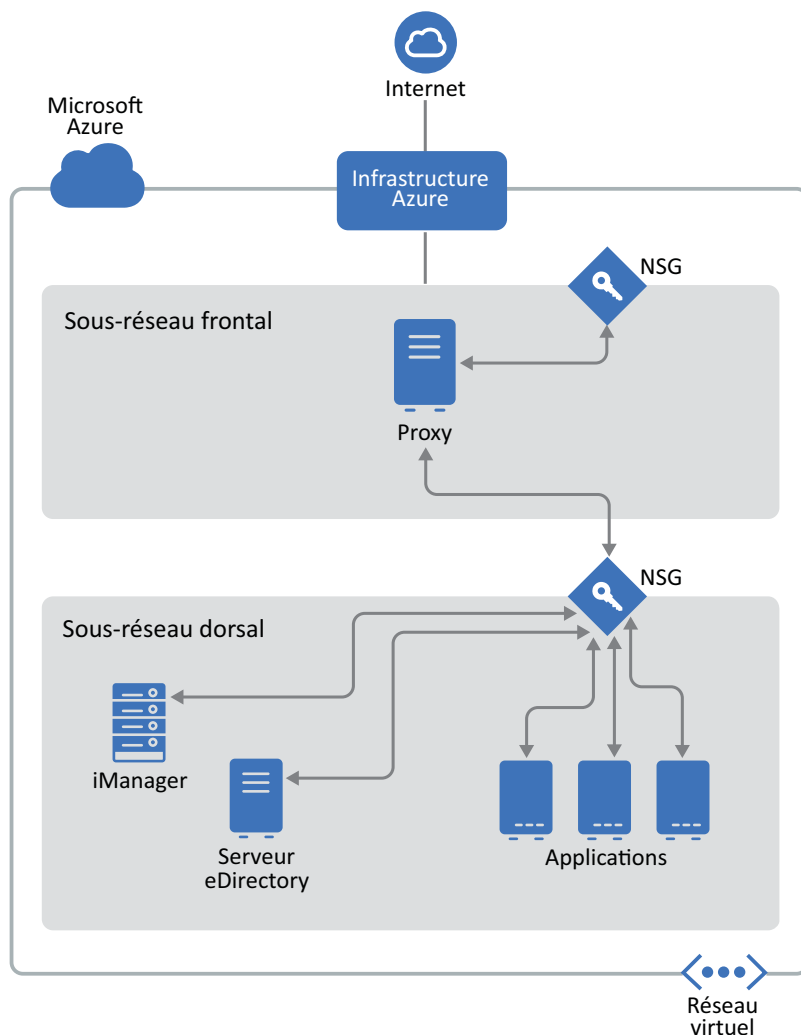 Internet
Microsoft
Azure
Infrastructure
Azure
NSG
Sous-réseau frontal
Proxy
NSG
Sous-réseau dorsal
iManager
Serveur
eDirectory
Applications
Réseau
virtuel